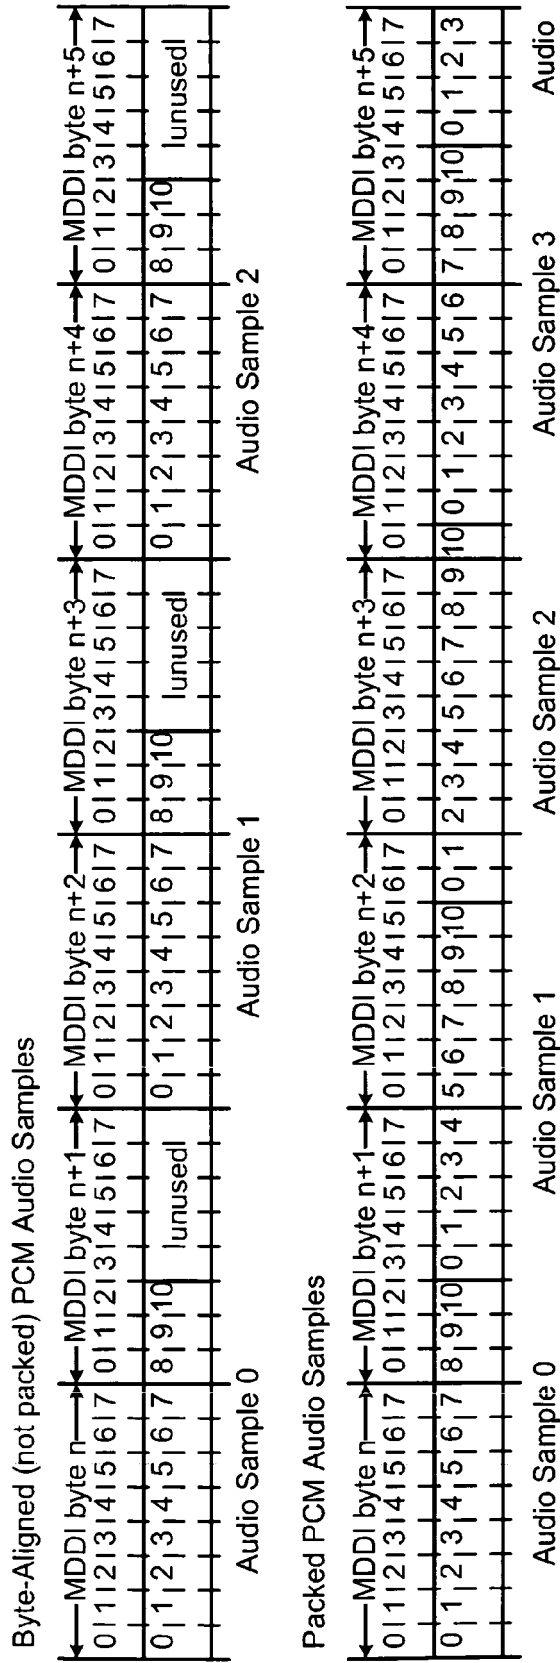 Byte-Aligned (not packed) PCM Audio Samples
MDDI byte n MDDI byte n+1 MDDI byte n+2 MDDI byte n+3 MDDI byte n+4 MDDI byte n+5
0 1 2 3 4 5 6 7 0 1 2 3 4 5 6 7 0 1 2 3 4 5 6 7 0 1 2 3 4 5 6 7 0 1 2 3 4 5 6 7 0 1 2 3 4 5 6 7
0 1 2 3 4 5 6 7 8 9 10 unused 0 1 2 3 4 5 6 7 8 9 10 unused 0 1 2 3 4 5 6 7 8 9 10 unused
Audio Sample 0 Audio Sample 1 Audio Sample 2
Packed PCM Audio Samples
MDDI byte n MDDI byte n+1 MDDI byte n+2 MDDI byte n+3 MDDI byte n+4 MDDI byte n+5
0 1 2 3 4 5 6 7 0 1 2 3 4 5 6 7 0 1 2 3 4 5 6 7 0 1 2 3 4 5 6 7 0 1 2 3 4 5 6 7 0 1 2 3 4 5 6 7
0 1 2 3 4 5 6 7 8 9 10 0 1 2 3 4 5 6 7 8 9 10 0 1 2 3 4 5 6 7 8 9 10 0 1 2 3 4 5 6 7 8 9 10 0 1 2 3
Audio Sample 0 Audio Sample 1 Audio Sample 2 Audio Sample 3 Audio